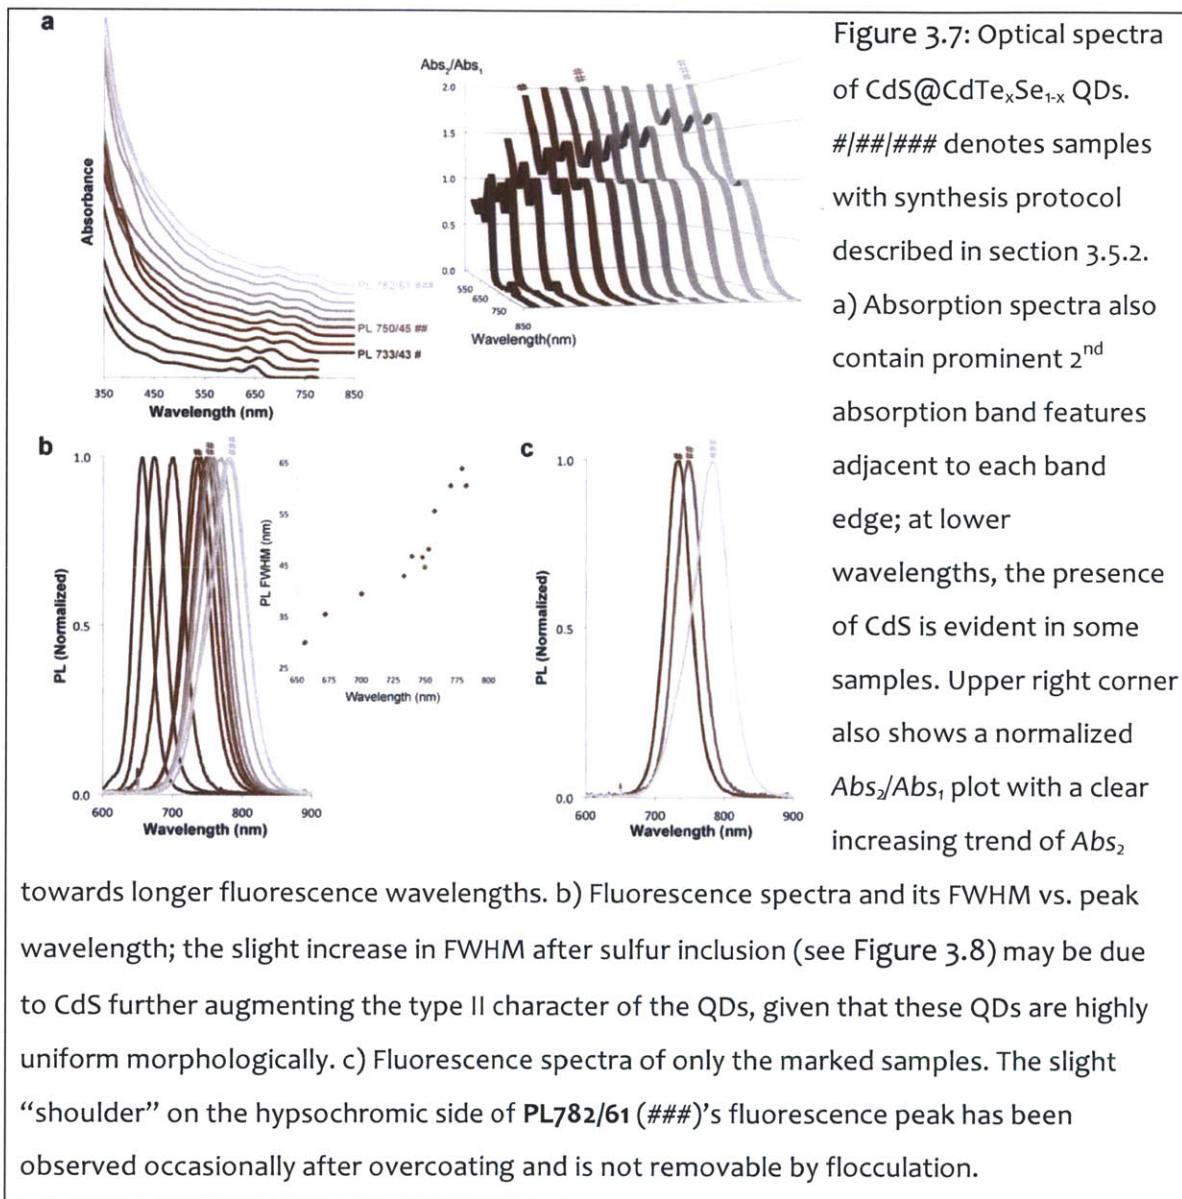 a
Abs₂/Abs₁
2.0
1.5
1.0
0.5
0.0
550
650
750
850
Wavelength(nm)
#
##
###
Absorbance
PL 782/61 ###
PL 750/45 ##
PL 733/43 #
350 450 550 650 750 850
Wavelength (nm)
b
1.0
0.5
0.0
PL (Normalized)
#
##
###
600 700 800 900
Wavelength (nm)
65
55
45
35
25
PL FWHM (nm)
650 675 700 725 750 775 800
Wavelength (nm)
c
1.0
0.5
0.0
PL (Normalized)
#
##
###
600 700 800 900
Wavelength (nm)
Figure 3.7: Optical spectra
of CdS@CdTeₓSe₁₋ₓ QDs.
#/##/### denotes samples
with synthesis protocol
described in section 3.5.2.
a) Absorption spectra also
contain prominent 2ⁿᵈ
absorption band features
adjacent to each band
edge; at lower
wavelengths, the presence
of CdS is evident in some
samples. Upper right corner
also shows a normalized
Abs₂/Abs₁ plot with a clear
increasing trend of Abs₂
towards longer fluorescence wavelengths. b) Fluorescence spectra and its FWHM vs. peak
wavelength; the slight increase in FWHM after sulfur inclusion (see Figure 3.8) may be due
to CdS further augmenting the type II character of the QDs, given that these QDs are highly
uniform morphologically. c) Fluorescence spectra of only the marked samples. The slight
“shoulder” on the hypsochromic side of PL782/61 (###)’s fluorescence peak has been
observed occasionally after overcoating and is not removable by flocculation.